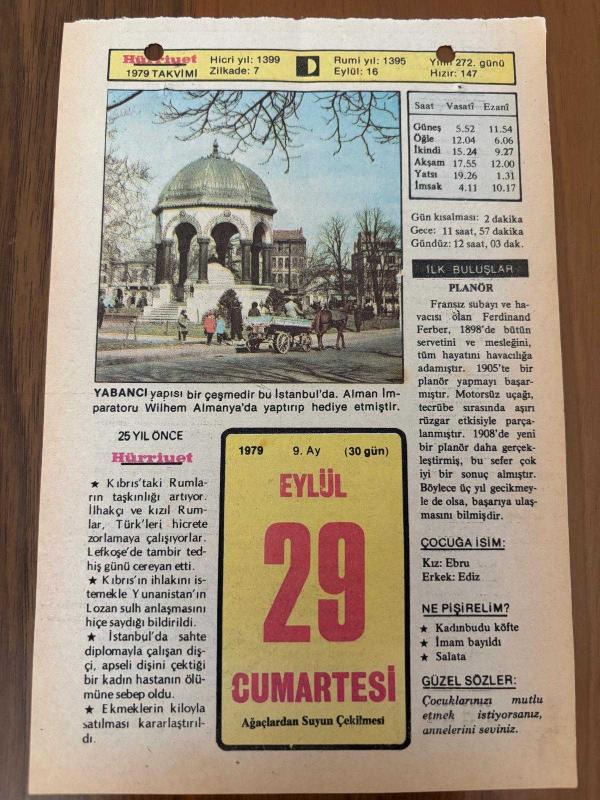 Hürriyet
1979 TAKVİMİ
Hicri yıl: 1399
Zilkade: 7
Rumi yıl: 1395
Eylül: 16
Yılın 272. günü
Hızır: 147
Saat Vasatî Ezanî
Güneş 5.52 11.54
Öğle 12.04 6.06
İkindi 15.24 9.27
Akşam 17.55 12.00
Yatsı 19.26 1.31
İmsak 4.11 10.17
Gün kısalması: 2 dakika
Gece: 11 saat, 57 dakika
Gündüz: 12 saat, 03 dak.
İLK BULUŞLAR
PLANÖR
Fransız subayı ve ha-
vacısı olan Ferdinand
Ferber, 1898'de bütün
servetini ve mesleğini,
tüm hayatını havacılığa
adamıştır. 1905'te bir
planör yapmayı başar-
mıştır. Motorsüz uçağı,
tecrübe sırasında aşırı
rüzgar etkisiyle parça-
lanmıştır. 1908'de yeni
bir planör daha gerçek-
leştirmiş, bu sefer çok
iyi bir sonuç almıştır.
Böylece üç yıl gecikmey-
le de olsa, başarıya ulaş-
masını bilmişdir.
YABANCI yapısı bir çeşmedir bu İstanbul'da. Alman İm-
paratoru Wilhem Almanya'da yaptırıp hediye etmiştir.
25 YIL ÖNCE
Hürriyet
★ Kıbrıs'taki Rumla-
rın taşkınlığı artıyor.
İlhakçı ve kızıl Rum-
lar, Türk'leri hicrete
zorlamaya çalışıyorlar.
Lefkoşe'de tam bir ted-
hiş günü cereyan etti.
★ Kıbrıs'ın ihlakını is-
temekle Yunanistan'ın
Lozan sulh anlaşmasını
hiçe saydığı bildirildi.
★ İstanbul'da sahte
diplomayla çalışan diş-
çi, apseli dişini çektiği
bir kadın hastanın ölü-
müne sebep oldu.
★ Ekmeklerin kiloyla
satılması kararlaştırıl-
dı.
1979 9. Ay (30 gün)
EYLÜL
29
CUMARTESİ
Ağaçlardan Suyun Çekilmesi
ÇOCUĞA İSİM:
Kız: Ebru
Erkek: Ediz
NE PİŞİRELİM?
★ Kadınbudu köfte
★ İmam bayıldı
★ Salata
GÜZEL SÖZLER:
Çocuklarınızı mutlu
etmek istiyorsanız,
annelerini seviniz.